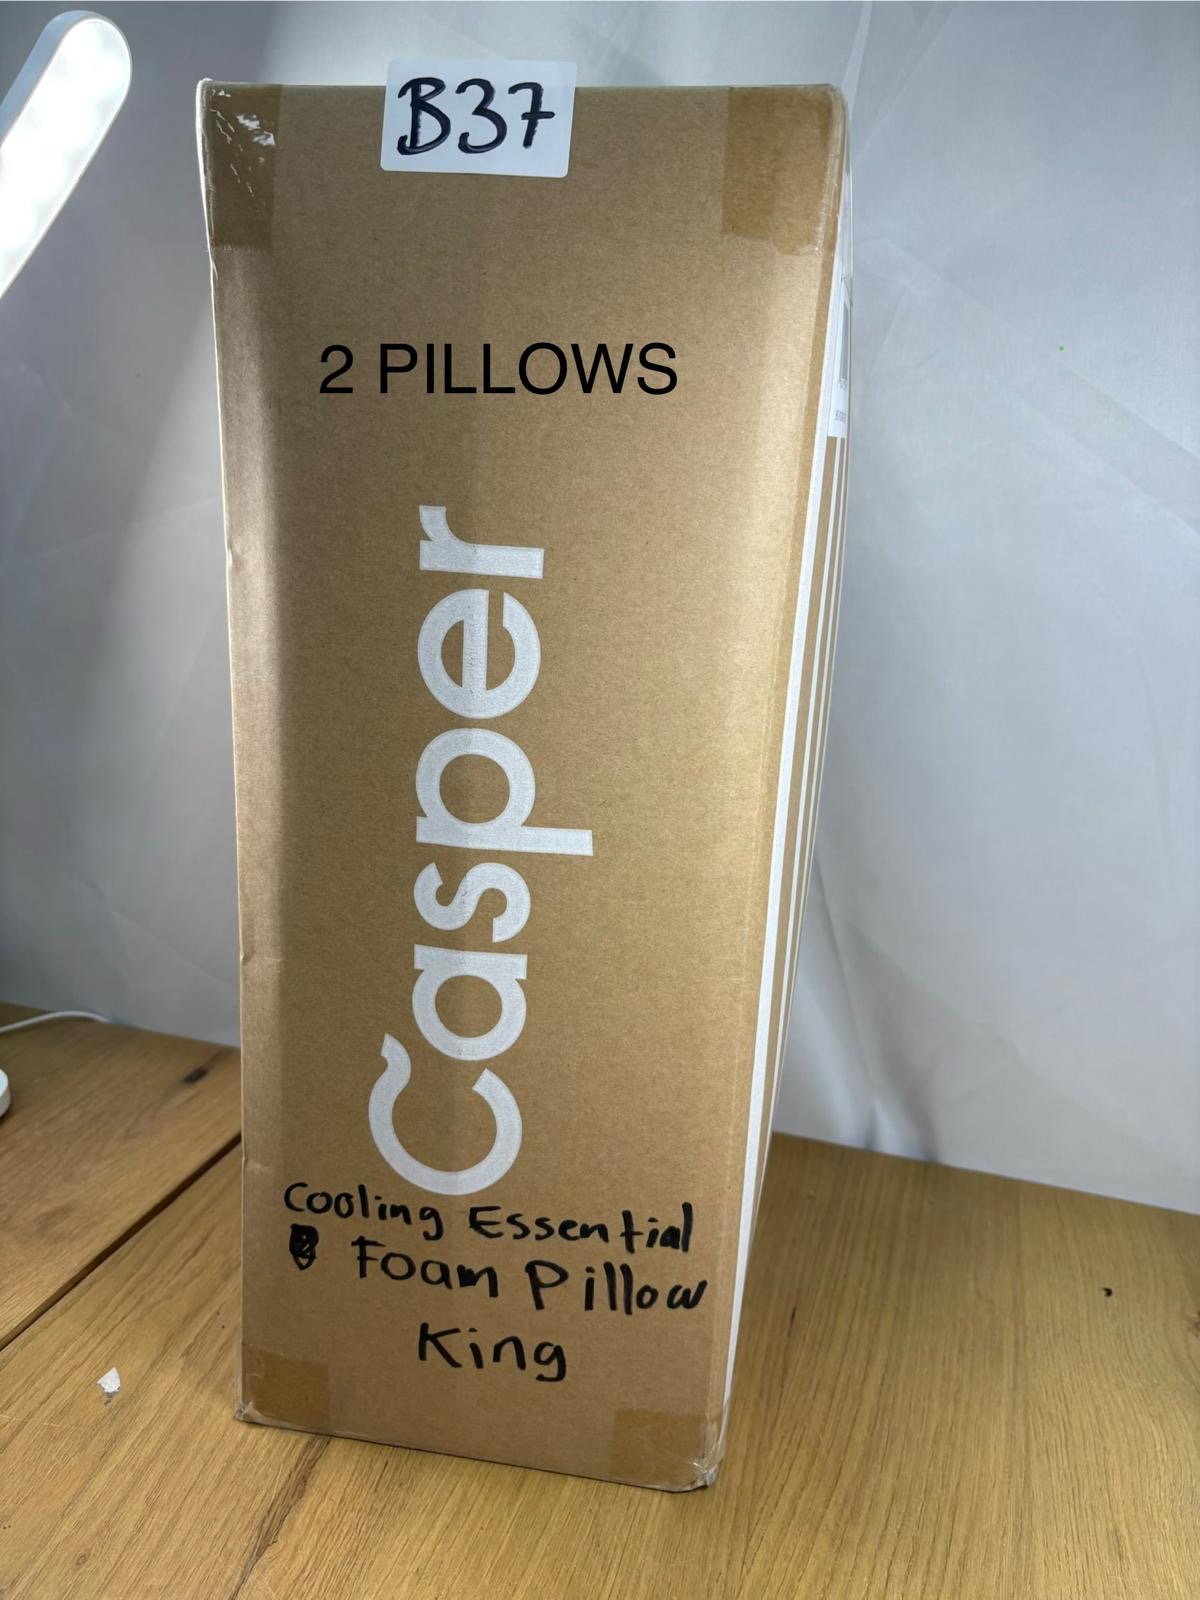 B37
2 PILLOWS
Casper
Cooling Essential
Foam Pillow
King